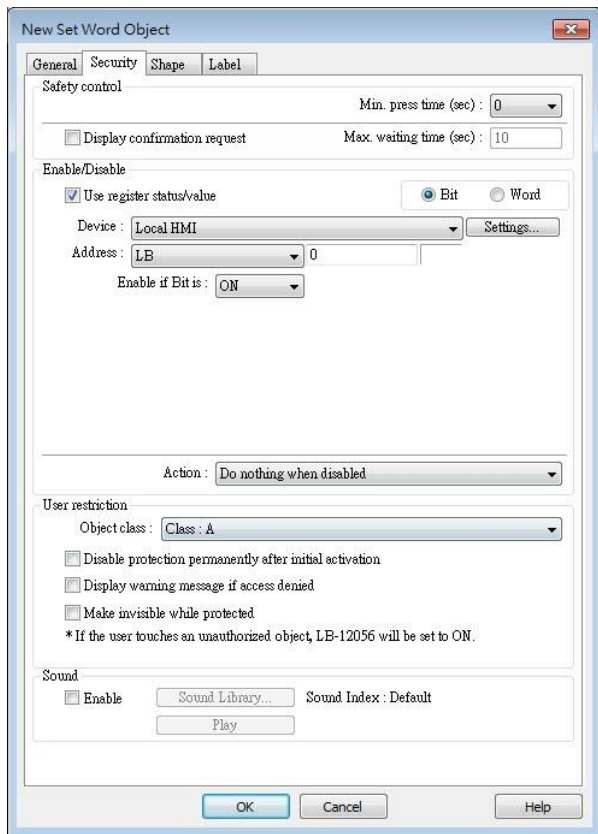 New Set Word Object
General Security Shape Label
Safety control
Min. press time (sec) : 0
Display confirmation request Max. waiting time (sec) : 10
Enable/Disable
Use register status/value Bit Word
Device : Local HMI Settings...
Address : LB 0
Enable if Bit is : ON
Action : Do nothing when disabled
User restriction
Object class : Class : A
Disable protection permanently after initial activation
Display warning message if access denied
Make invisible while protected
* If the user touches an unauthorized object, LB-12056 will be set to ON.
Sound
Enable Sound Library... Sound Index : Default
Play
OK Cancel Help